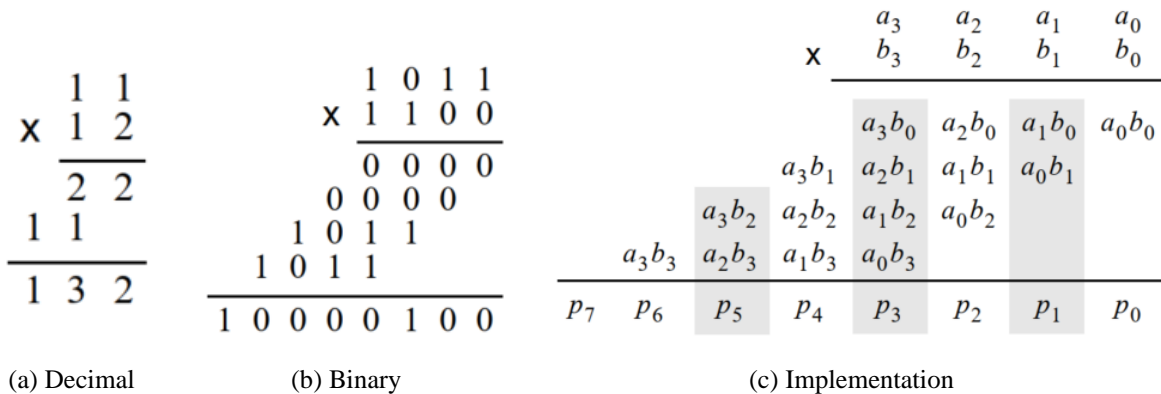 1 1
x 1 2
2 2
1 1
1 3 2
(a) Decimal
1 0 1 1
x 1 1 0 0
0 0 0 0
0 0 0 0
1 0 1 1
1 0 1 1
1 0 0 0 0 1 0 0
(b) Binary
a₃ a₂ a₁ a₀
x b₃ b₂ b₁ b₀
a₃b₀ a₂b₀ a₁b₀ a₀b₀
a₃b₁ a₂b₁ a₁b₁ a₀b₁
a₃b₂ a₂b₂ a₁b₂ a₀b₂
a₃b₃ a₂b₃ a₁b₃ a₀b₃
p₇ p₆ p₅ p₄ p₃ p₂ p₁ p₀
(c) Implementation